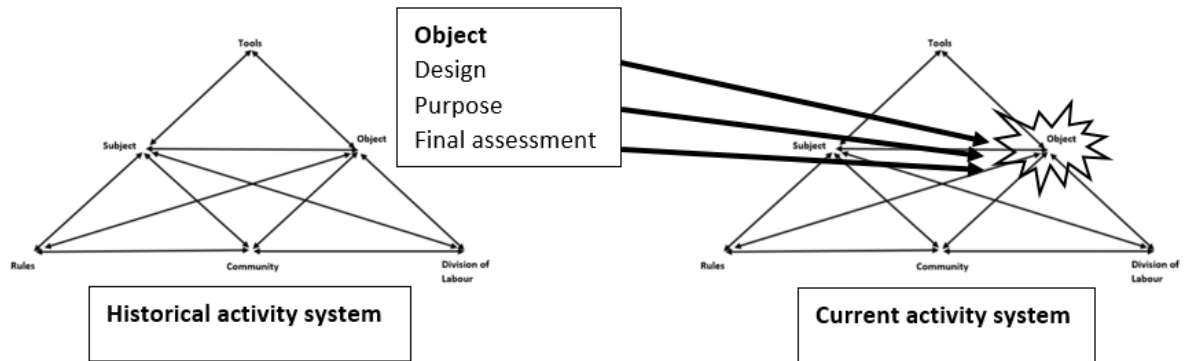 Tools
Subject
Object
Rules
Community
Division of
Labour
Historical activity system
Object
Design
Purpose
Final assessment
Tools
Subject
Object
Rules
Community
Division of
Labour
Current activity system